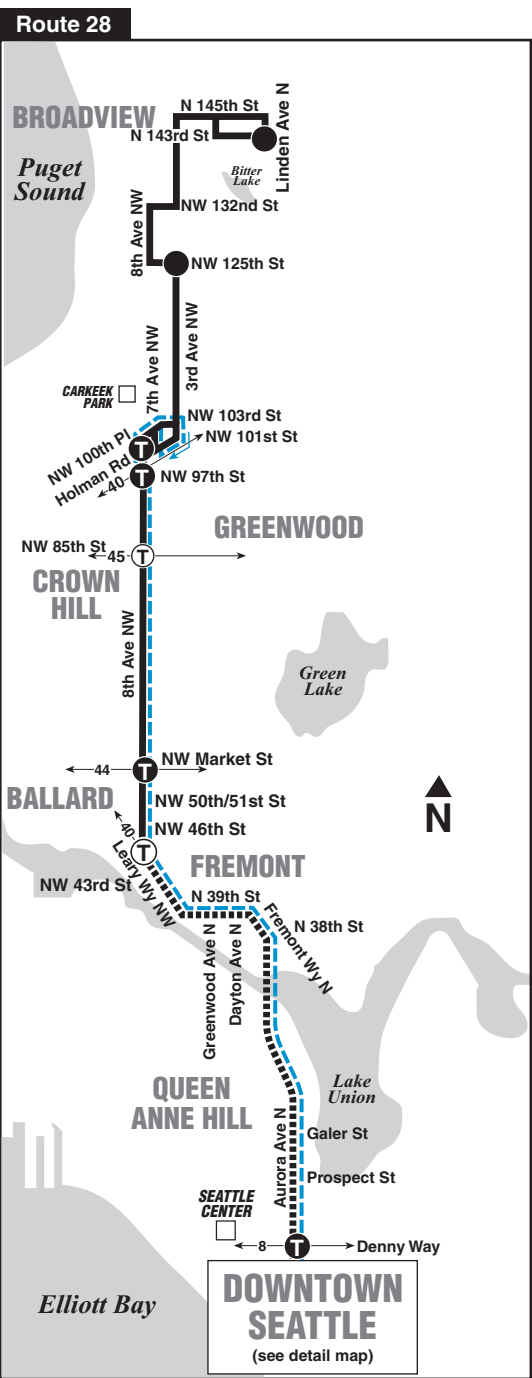 Route 28
N 145th St
BROADVIEW
N 143rd St
Linden Ave N
Puget
Sound
Bitter
Lake
NW 132nd St
8th Ave NW
NW 125th St
3rd Ave NW
7th Ave NW
CARKEEK
PARK
NW 103rd St
NW 100th Pl
NW 101st St
Holman Rd
40
T
T
NW 97th St
GREENWOOD
NW 85th St
45
T
CROWN
HILL
8th Ave NW
Green
Lake
NW Market St
44
T
BALLARD
NW 50th/51st St
N
40
NW 46th St
T
Leary Wy NW
FREMONT
NW 43rd St
N 39th St
Fremont Wy N
N 38th St
Greenwood Ave N
Dayton Ave N
QUEEN
ANNE HILL
Lake
Union
Aurora Ave N
Galer St
Prospect St
SEATTLE
CENTER
8
T
Denny Way
Elliott Bay
DOWNTOWN
SEATTLE
(see detail map)